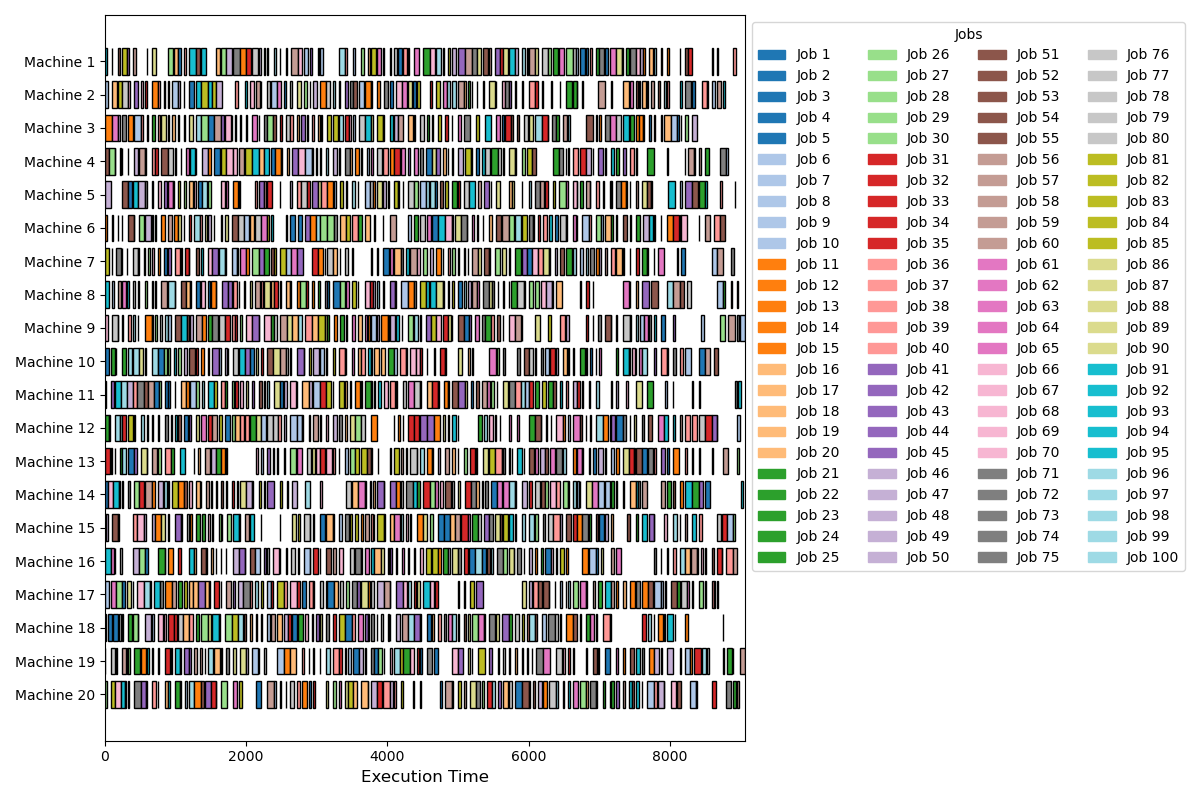 Machine 1
Machine 2
Machine 3
Machine 4
Machine 5
Machine 6
Machine 7
Machine 8
Machine 9
Machine 10
Machine 11
Machine 12
Machine 13
Machine 14
Machine 15
Machine 16
Machine 17
Machine 18
Machine 19
Machine 20
0 2000 4000 6000 8000
Execution Time
Jobs
Job 1 Job 26 Job 51 Job 76
Job 2 Job 27 Job 52 Job 77
Job 3 Job 28 Job 53 Job 78
Job 4 Job 29 Job 54 Job 79
Job 5 Job 30 Job 55 Job 80
Job 6 Job 31 Job 56 Job 81
Job 7 Job 32 Job 57 Job 82
Job 8 Job 33 Job 58 Job 83
Job 9 Job 34 Job 59 Job 84
Job 10 Job 35 Job 60 Job 85
Job 11 Job 36 Job 61 Job 86
Job 12 Job 37 Job 62 Job 87
Job 13 Job 38 Job 63 Job 88
Job 14 Job 39 Job 64 Job 89
Job 15 Job 40 Job 65 Job 90
Job 16 Job 41 Job 66 Job 91
Job 17 Job 42 Job 67 Job 92
Job 18 Job 43 Job 68 Job 93
Job 19 Job 44 Job 69 Job 94
Job 20 Job 45 Job 70 Job 95
Job 21 Job 46 Job 71 Job 96
Job 22 Job 47 Job 72 Job 97
Job 23 Job 48 Job 73 Job 98
Job 24 Job 49 Job 74 Job 99
Job 25 Job 50 Job 75 Job 100